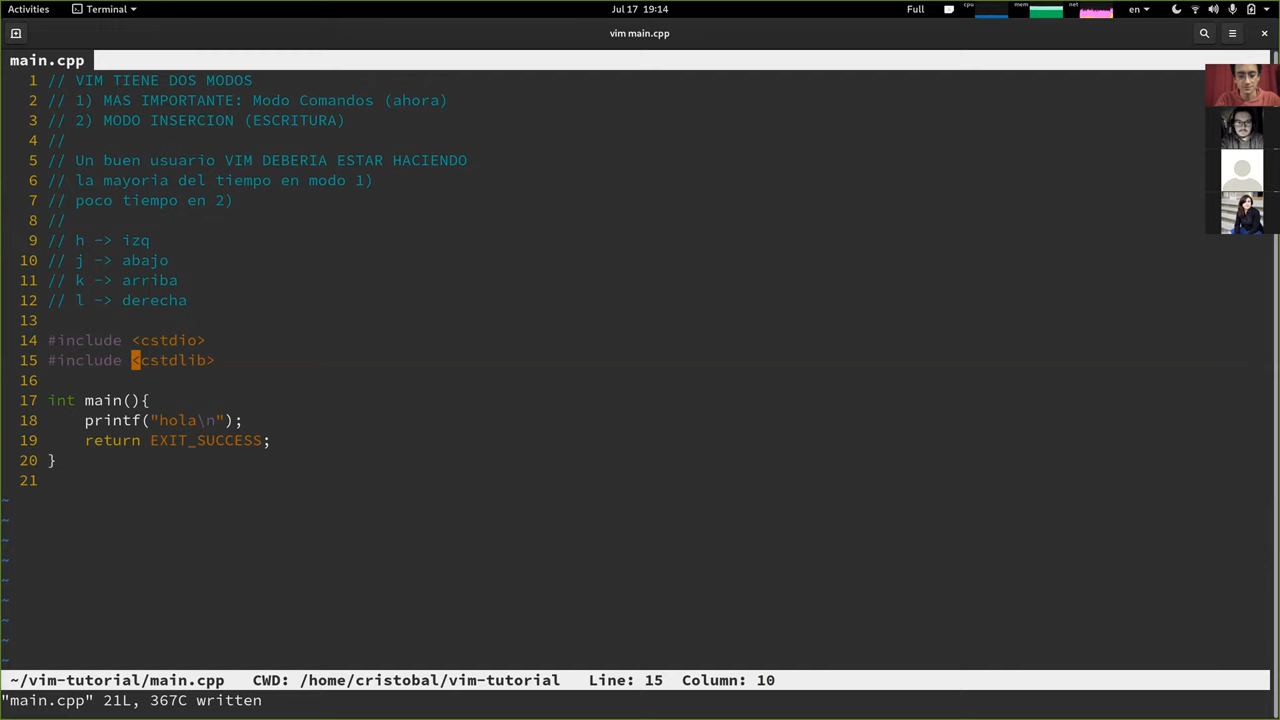 Activities Terminal Jul 17 19:14 Full cpu mem net en
vim main.cpp
main.cpp
1 // VIM TIENE DOS MODOS
2 // 1) MAS IMPORTANTE: Modo Comandos (ahora)
3 // 2) MODO INSERCION (ESCRITURA)
4 //
5 // Un buen usuario VIM DEBERIA ESTAR HACIENDO
6 // la mayoria del tiempo en modo 1)
7 // poco tiempo en 2)
8 //
9 // h -> izq
10 // j -> abajo
11 // k -> arriba
12 // l -> derecha
13
14 #include <cstdio>
15 #include <cstdlib>
16
17 int main(){
18     printf("hola\n");
19     return EXIT_SUCCESS;
20 }
21
~
~
~
~
~
~
~
~
~
~/vim-tutorial/main.cpp CWD: /home/cristobal/vim-tutorial Line: 15 Column: 10
"main.cpp" 21L, 367C written